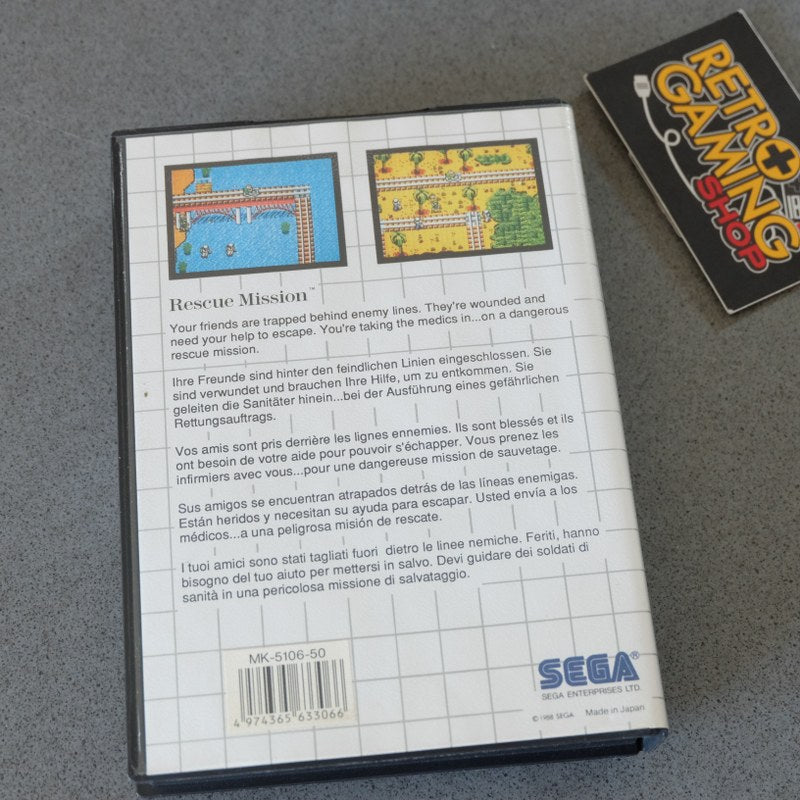 RETRO
GAMING
SHOP
Rescue Mission™
Your friends are trapped behind enemy lines. They're wounded and
need your help to escape. You're taking the medics in...on a dangerous
rescue mission.
Ihre Freunde sind hinter den feindlichen Linien eingeschlossen. Sie
sind verwundet und brauchen Ihre Hilfe, um zu entkommen. Sie
geleiten die Sanitäter hinein...bei der Ausführung eines gefährlichen
Rettungsauftrags.
Vos amis sont pris derrière les lignes ennemies. Ils sont blessés et ils
ont besoin de votre aide pour pouvoir s'échapper. Vous prenez les
infirmiers avec vous...pour une dangereuse mission de sauvetage.
Sus amigos se encuentran atrapados detrás de las líneas enemigas.
Están heridos y necesitan su ayuda para escapar. Usted envía a los
médicos...a una peligrosa misión de rescate.
I tuoi amici sono stati tagliati fuori dietro le linee nemiche. Feriti, hanno
bisogno del tuo aiuto per mettersi in salvo. Devi guidare dei soldati di
sanità in una pericolosa missione di salvataggio.
MK-5106-50
4 974365 633066
SEGA®
SEGA ENTERPRISES LTD.
© 1988 SEGA Made in Japan